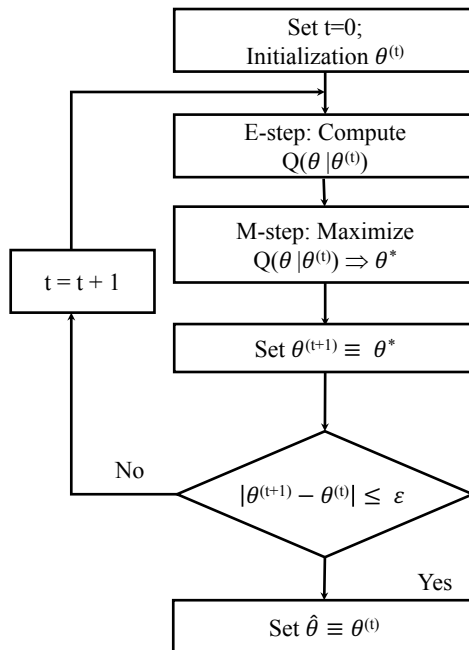 Set t=0;
Initialization θ⁽ᵗ⁾
E-step: Compute
Q(θ |θ⁽ᵗ⁾)
M-step: Maximize
Q(θ |θ⁽ᵗ⁾) ⇒ θ*
t = t + 1
Set θ⁽ᵗ⁺¹⁾ ≡ θ*
No
|θ⁽ᵗ⁺¹⁾ − θ⁽ᵗ⁾| ≤ ε
Yes
Set θ̂ ≡ θ⁽ᵗ⁾